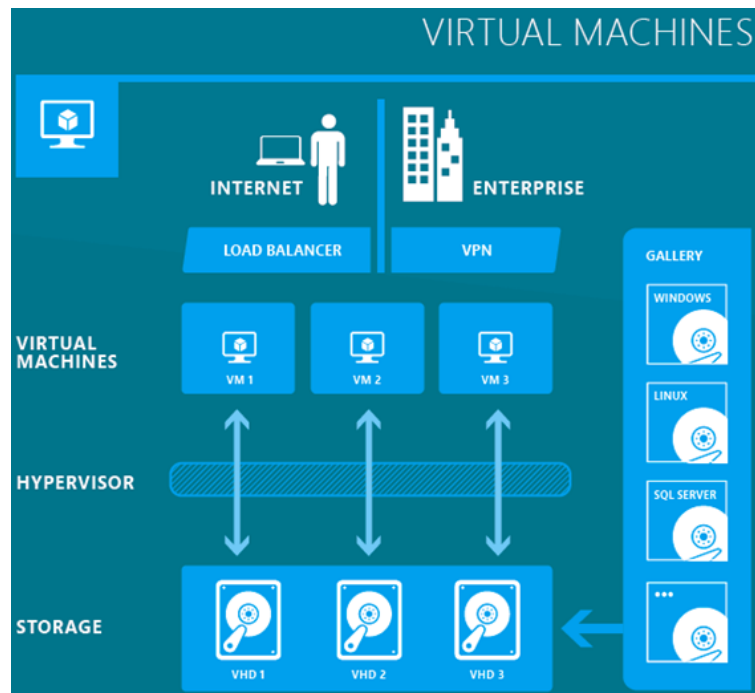 VIRTUAL MACHINES
INTERNET
ENTERPRISE
LOAD BALANCER
VPN
GALLERY
WINDOWS
LINUX
SQL SERVER
•••
VIRTUAL
MACHINES
VM 1
VM 2
VM 3
HYPERVISOR
STORAGE
VHD 1
VHD 2
VHD 3